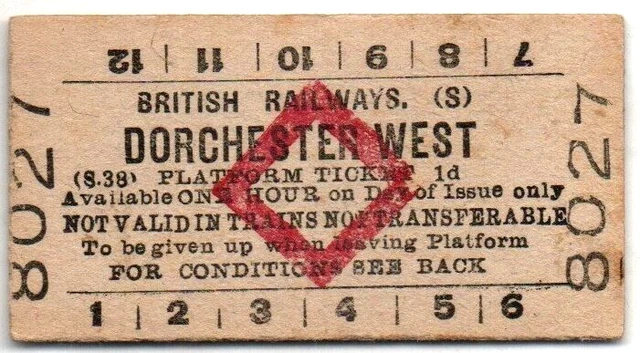 12 | 11 | 10 | 9 | 8 | 7
BRITISH RAILWAYS. (S)
DORCHESTER WEST
(S.38) PLATFORM TICKET 1d
Available ONE HOUR on Day of Issue only
NOT VALID IN TRAINS NOT TRANSFERABLE
To be given up when leaving Platform
FOR CONDITIONS SEE BACK
1 | 2 | 3 | 4 | 5 | 6
8027
8027